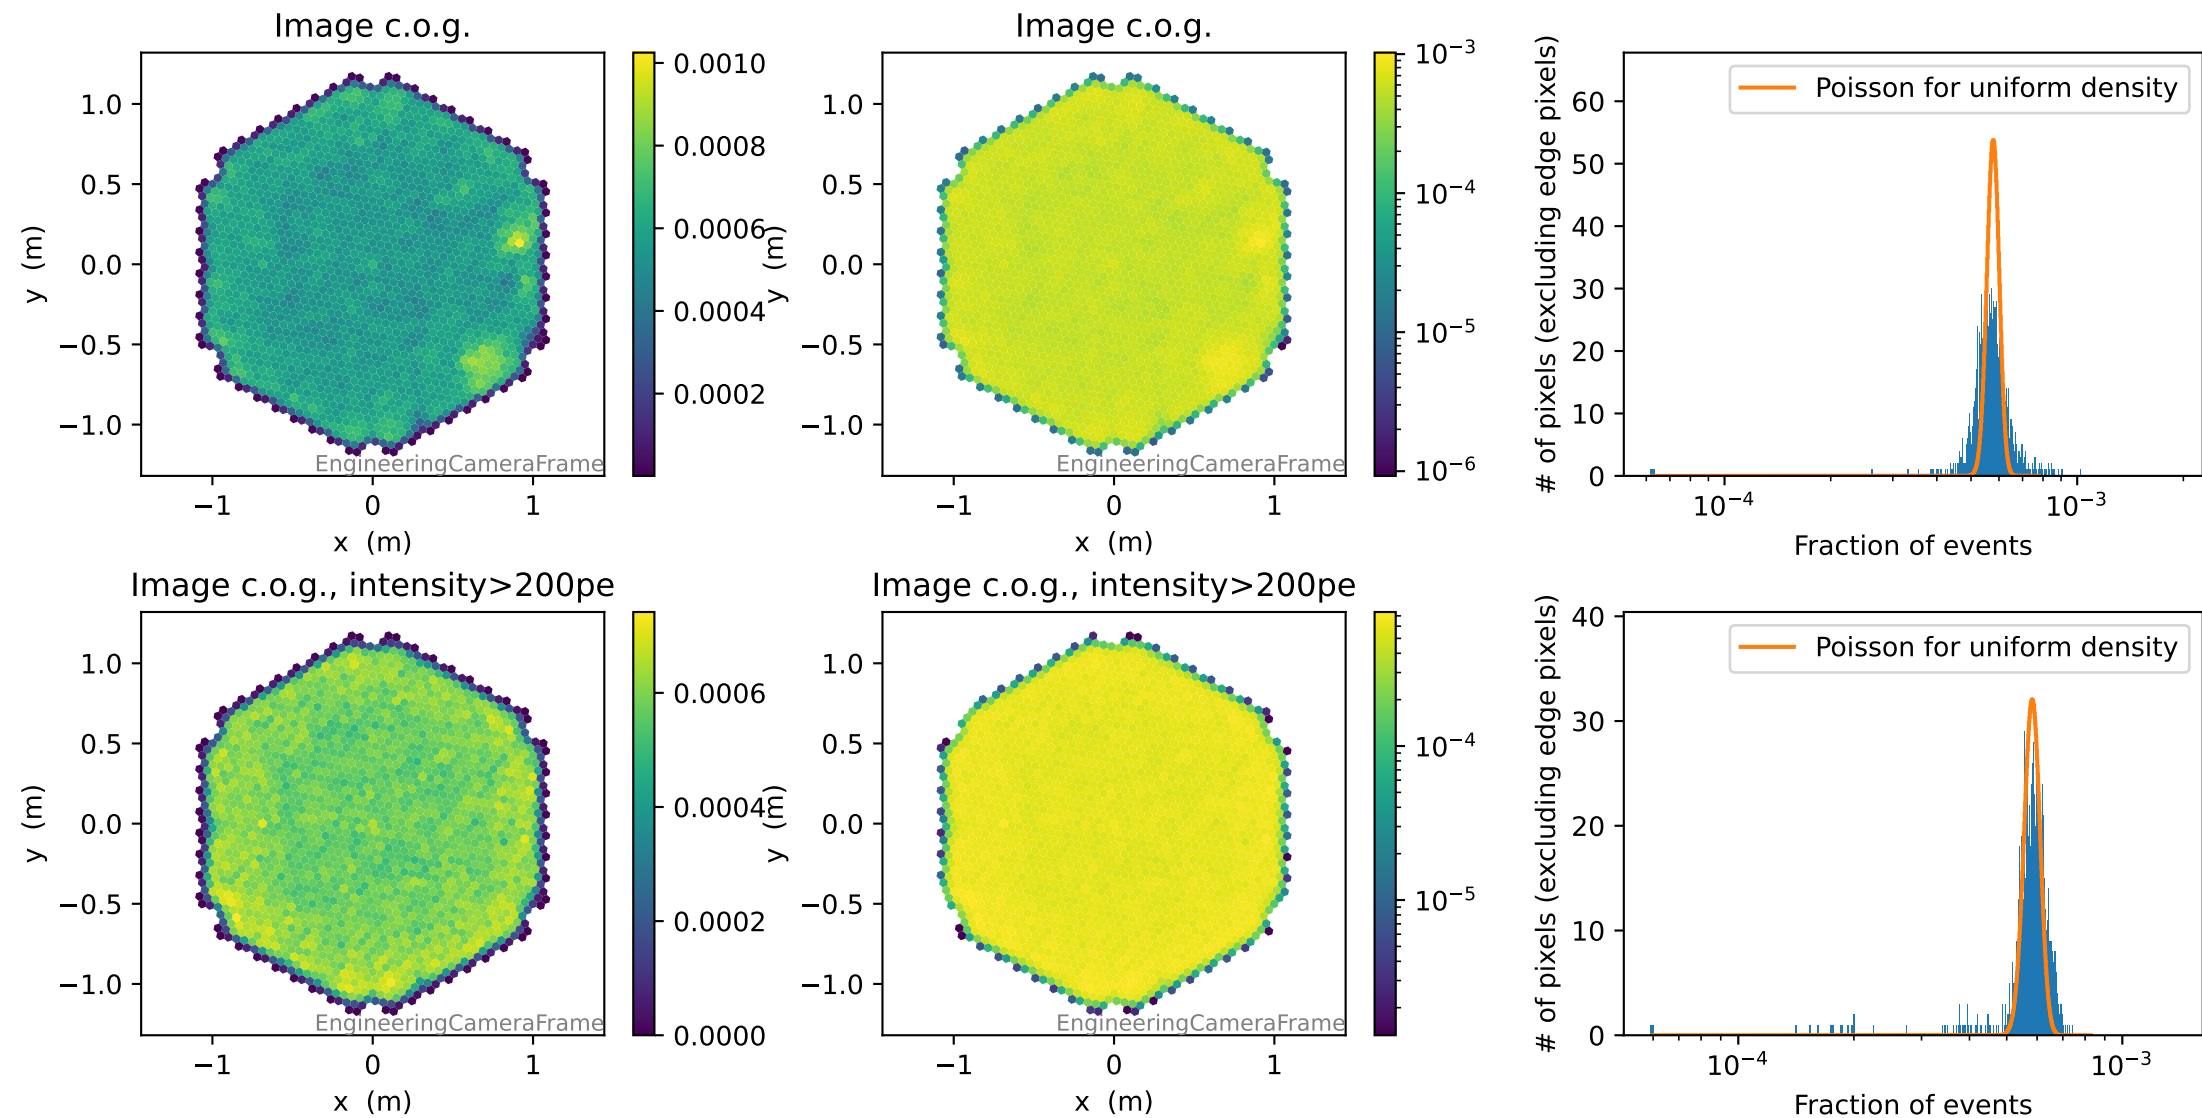 Image c.o.g.
1.0
0.5
0.0
−0.5
−1.0
y (m)
−1
0
1
x (m)
EngineeringCameraFrame
0.0010
0.0008
0.0006
0.0004
0.0002
Image c.o.g.
1.0
0.5
0.0
−0.5
−1.0
y (m)
−1
0
1
x (m)
EngineeringCameraFrame
10⁻³
10⁻⁴
10⁻⁵
10⁻⁶
Poisson for uniform density
# of pixels (excluding edge pixels)
60
50
40
30
20
10
0
10⁻⁴
10⁻³
Fraction of events
Image c.o.g., intensity>200pe
1.0
0.5
0.0
−0.5
−1.0
y (m)
−1
0
1
x (m)
EngineeringCameraFrame
0.0006
0.0004
0.0002
0.0000
Image c.o.g., intensity>200pe
1.0
0.5
0.0
−0.5
−1.0
y (m)
−1
0
1
x (m)
EngineeringCameraFrame
10⁻⁴
10⁻⁵
Poisson for uniform density
# of pixels (excluding edge pixels)
40
30
20
10
0
10⁻⁴
10⁻³
Fraction of events